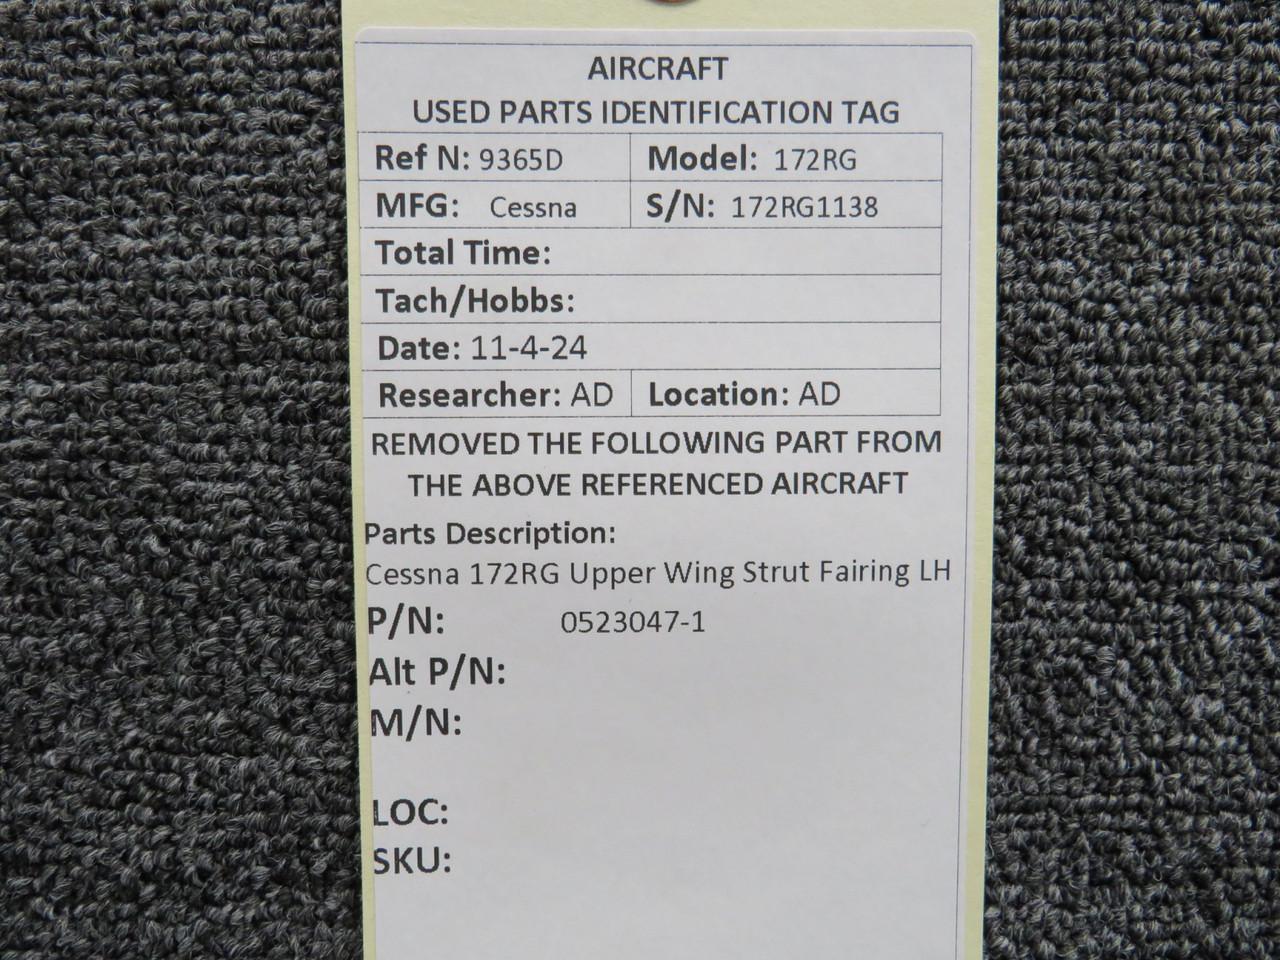 AIRCRAFT
USED PARTS IDENTIFICATION TAG
Ref N: 9365D Model: 172RG
MFG: Cessna S/N: 172RG1138
Total Time:
Tach/Hobbs:
Date: 11-4-24
Researcher: AD Location: AD
REMOVED THE FOLLOWING PART FROM
THE ABOVE REFERENCED AIRCRAFT
Parts Description:
Cessna 172RG Upper Wing Strut Fairing LH
P/N: 0523047-1
Alt P/N:
M/N:
LOC:
SKU: